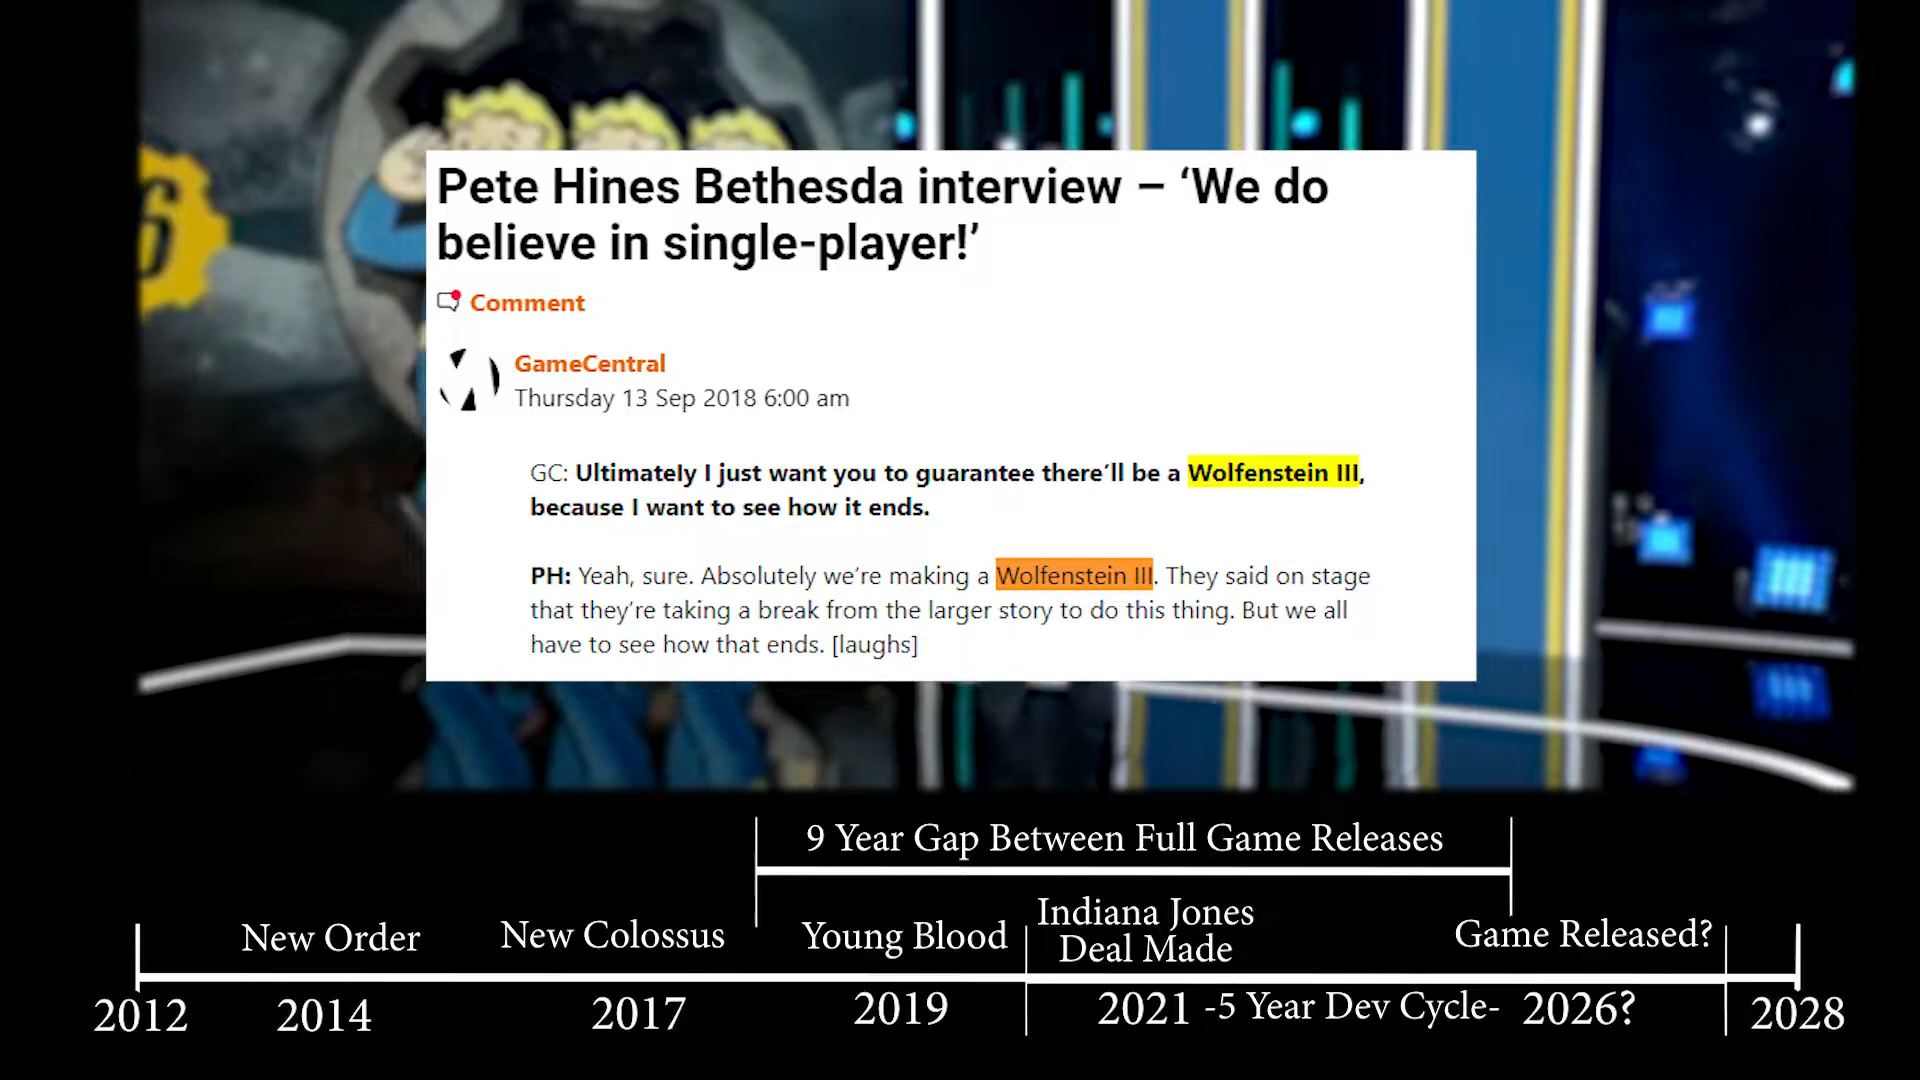 6
Pete Hines Bethesda interview – ‘We do
believe in single-player!’
Comment
GameCentral
Thursday 13 Sep 2018 6:00 am
GC: Ultimately I just want you to guarantee there’ll be a Wolfenstein III,
because I want to see how it ends.
PH: Yeah, sure. Absolutely we’re making a Wolfenstein III. They said on stage
that they’re taking a break from the larger story to do this thing. But we all
have to see how that ends. [laughs]
9 Year Gap Between Full Game Releases
New Order
New Colossus
Young Blood
Indiana Jones
Deal Made
Game Released?
2012
2014
2017
2019
2021 -5 Year Dev Cycle- 2026?
2028